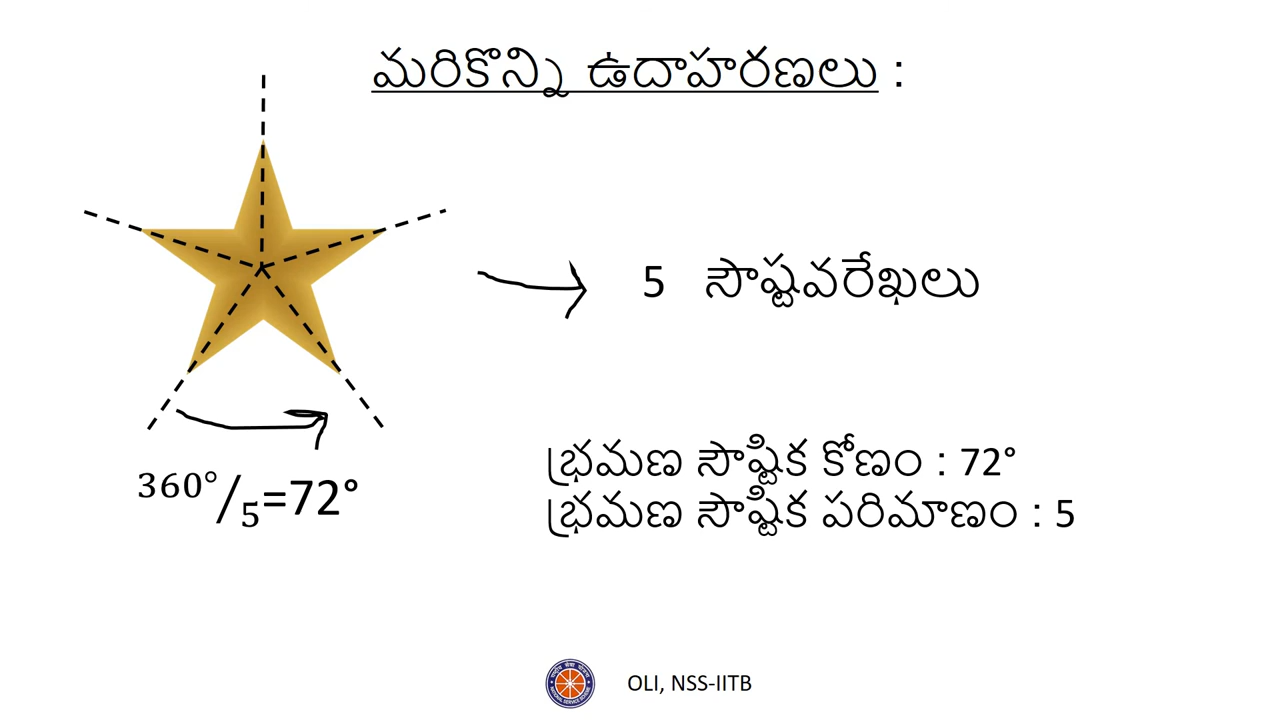 మరికొన్ని ఉదాహరణలు :
5 సౌష్టవరేఖలు
360°/5=72°
భ్రమణ సౌష్టిక కోణం : 72°
భ్రమణ సౌష్టిక పరిమాణం : 5
OLI, NSS-IITB